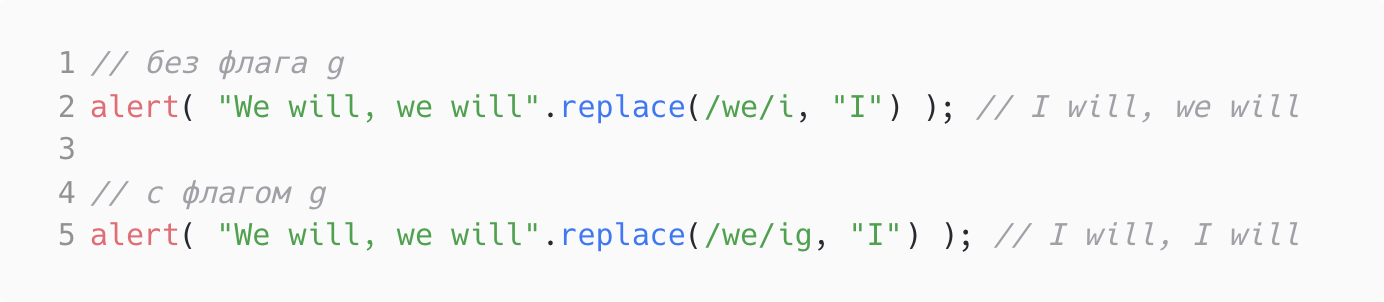 1 // без флага g
2 alert( "We will, we will".replace(/we/i, "I") ); // I will, we will
3
4 // с флагом g
5 alert( "We will, we will".replace(/we/ig, "I") ); // I will, I will